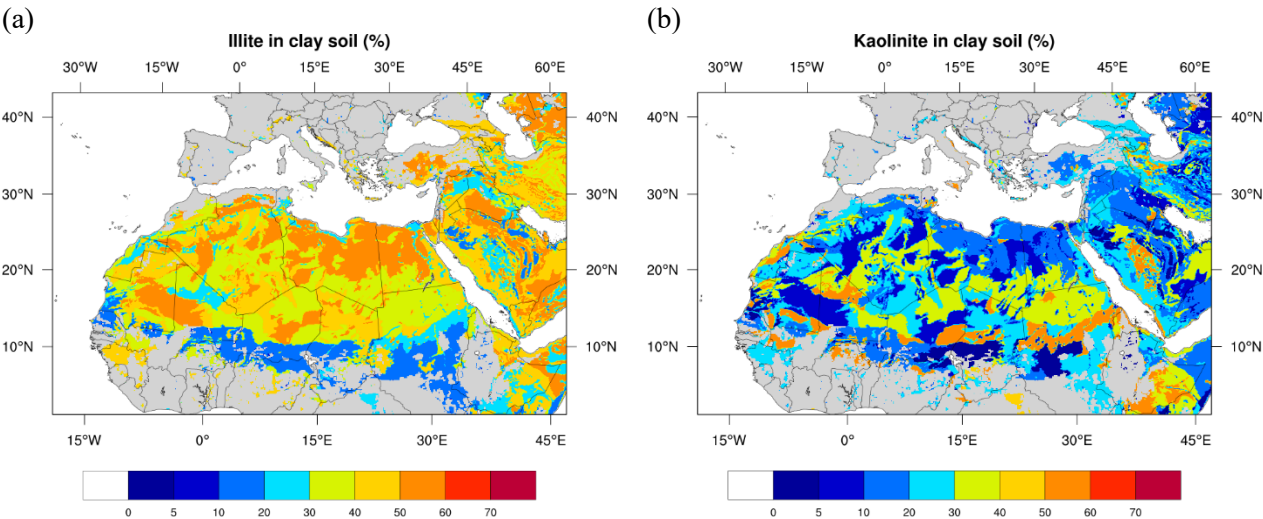 (a)
(b)
Illite in clay soil (%)
Kaolinite in clay soil (%)
30°W 15°W 0° 15°E 30°E 45°E 60°E
30°W 15°W 0° 15°E 30°E 45°E 60°E
40°N 40°N
40°N 40°N
30°N 30°N
30°N 30°N
20°N 20°N
20°N 20°N
10°N 10°N
10°N 10°N
15°W 0° 15°E 30°E 45°E
15°W 0° 15°E 30°E 45°E
0 5 10 20 30 40 50 60 70
0 5 10 20 30 40 50 60 70